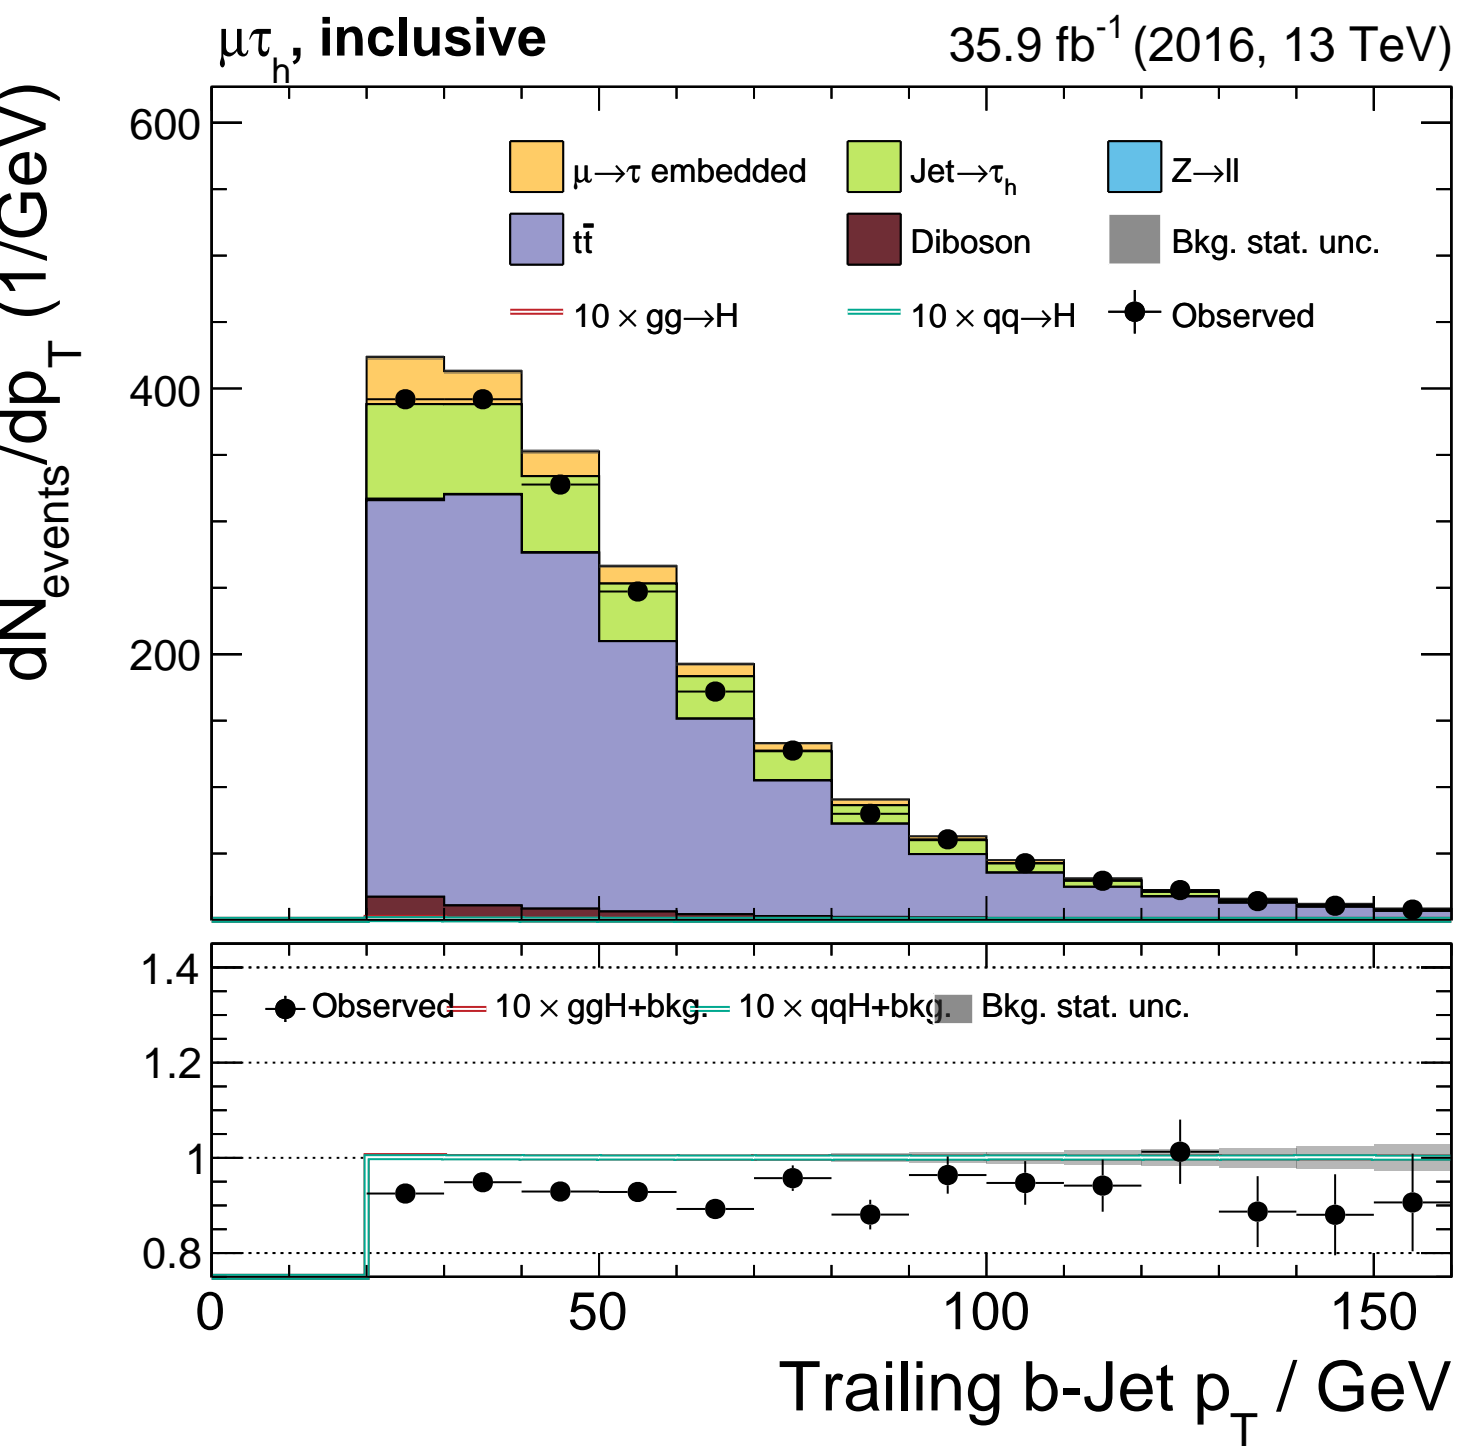 μτh, inclusive
35.9 fb-1 (2016, 13 TeV)
dNevents/dpT (1/GeV)
600
400
200
μ→τ embedded
Jet→τh
Z→ll
tt̄
Diboson
Bkg. stat. unc.
10 × gg→H
10 × qq→H
Observed
1.4
1.2
1
0.8
Observed
10 × ggH+bkg.
10 × qqH+bkg.
Bkg. stat. unc.
0
50
100
150
Trailing b-Jet pT / GeV